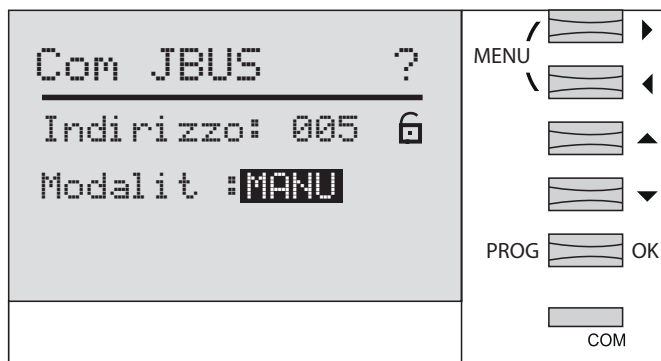 Com JBUS ?
Indirizzo: 005
Modalit :MANU
MENU
PROG
OK
COM